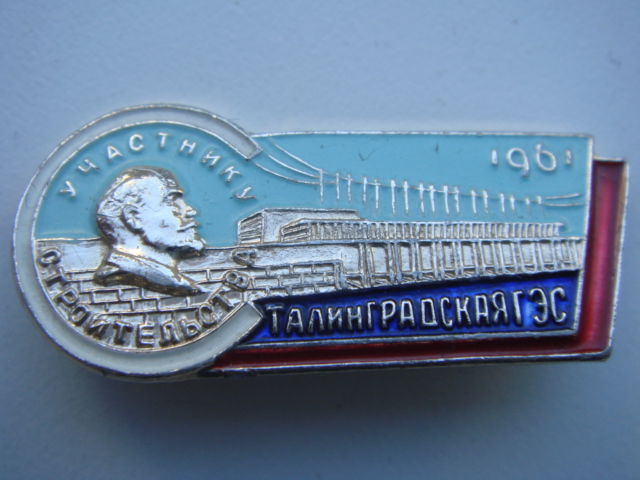 УЧАСТНИКУ
СТРОИТЕЛЬСТВА
1961
СТАЛИНГРАДСКАЯ ГЭС